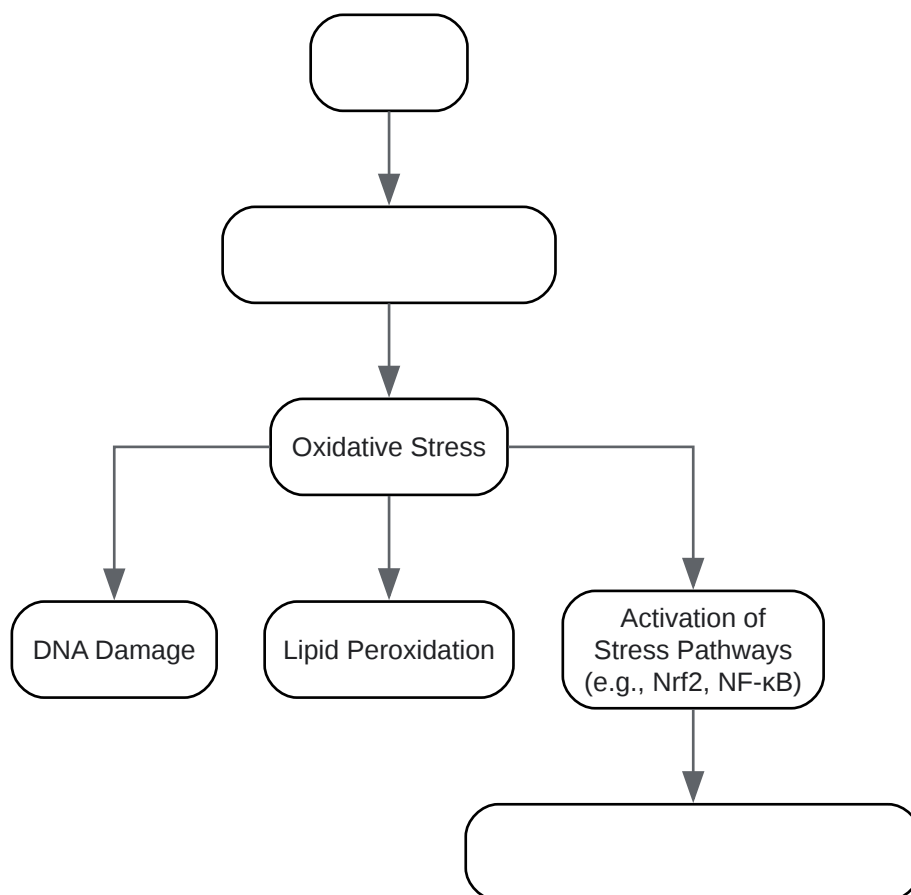 Oxidative Stress
DNA Damage
Lipid Peroxidation
Activation of
Stress Pathways
(e.g., Nrf2, NF-κB)